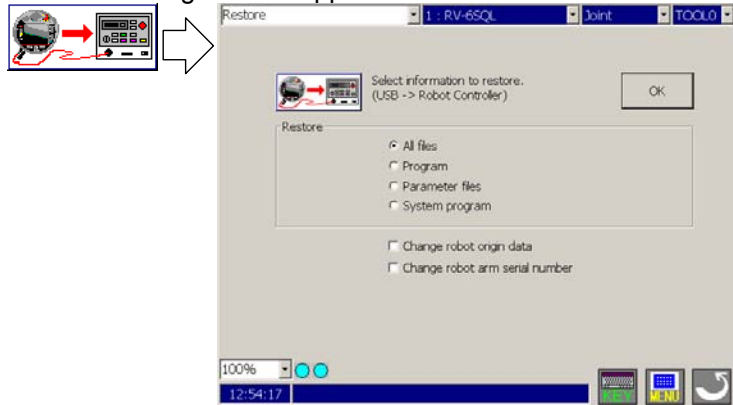 Restore 1 : RV-6SQL Joint TOOL0
Select information to restore.
(USB -> Robot Controller)
OK
Restore
All files
Program
Parameter files
System program
Change robot origin data
Change robot arm serial number
100%
12:54:17
KEY
MENU